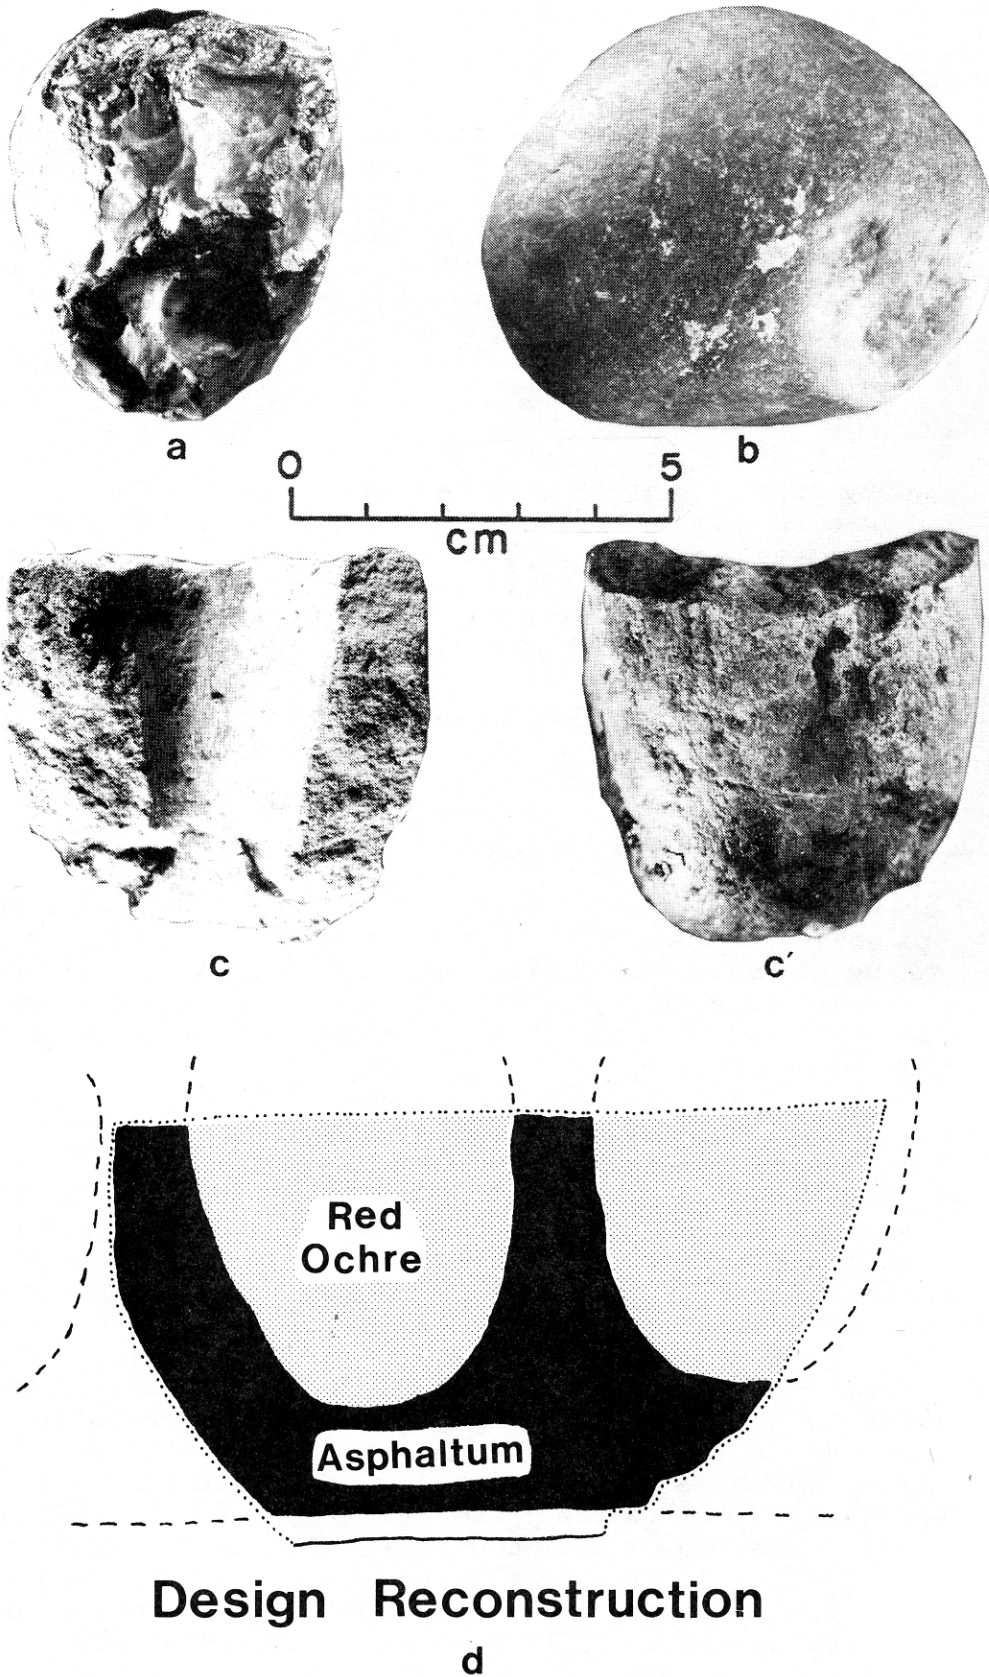 a
b
0 5
cm
c
c′
Red
Ochre
Asphaltum
Design Reconstruction
d